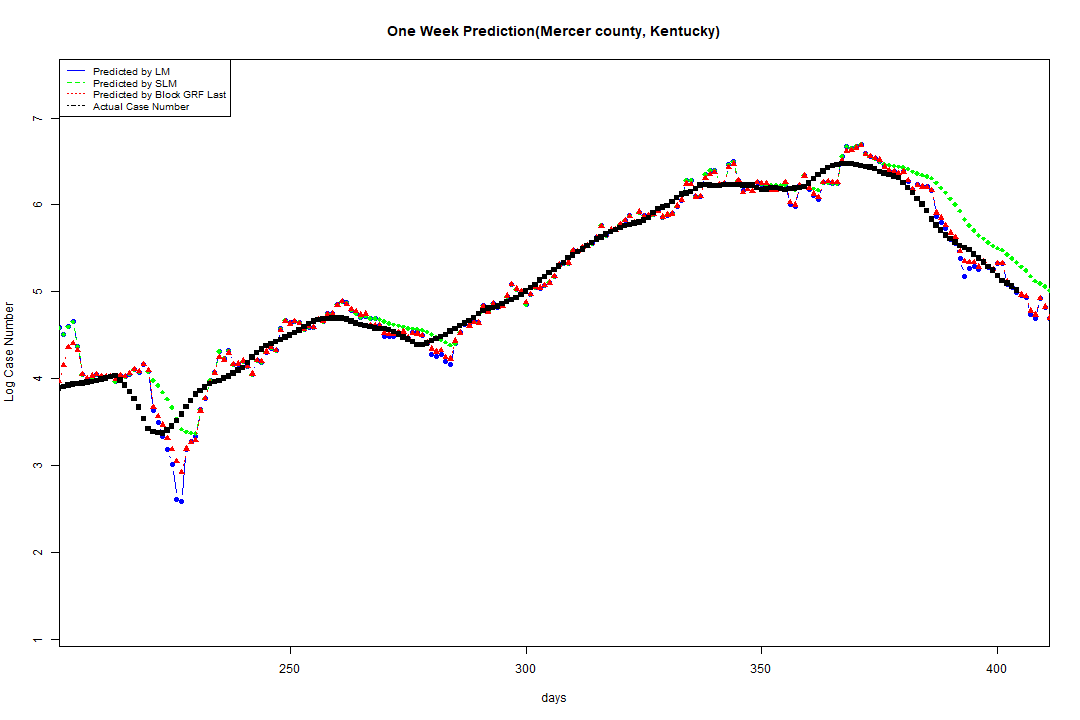 One Week Prediction(Mercer county, Kentucky)
Predicted by LM
Predicted by SLM
Predicted by Block GRF Last
Actual Case Number
7
6
5
4
3
2
1
Log Case Number
250
300
350
400
days